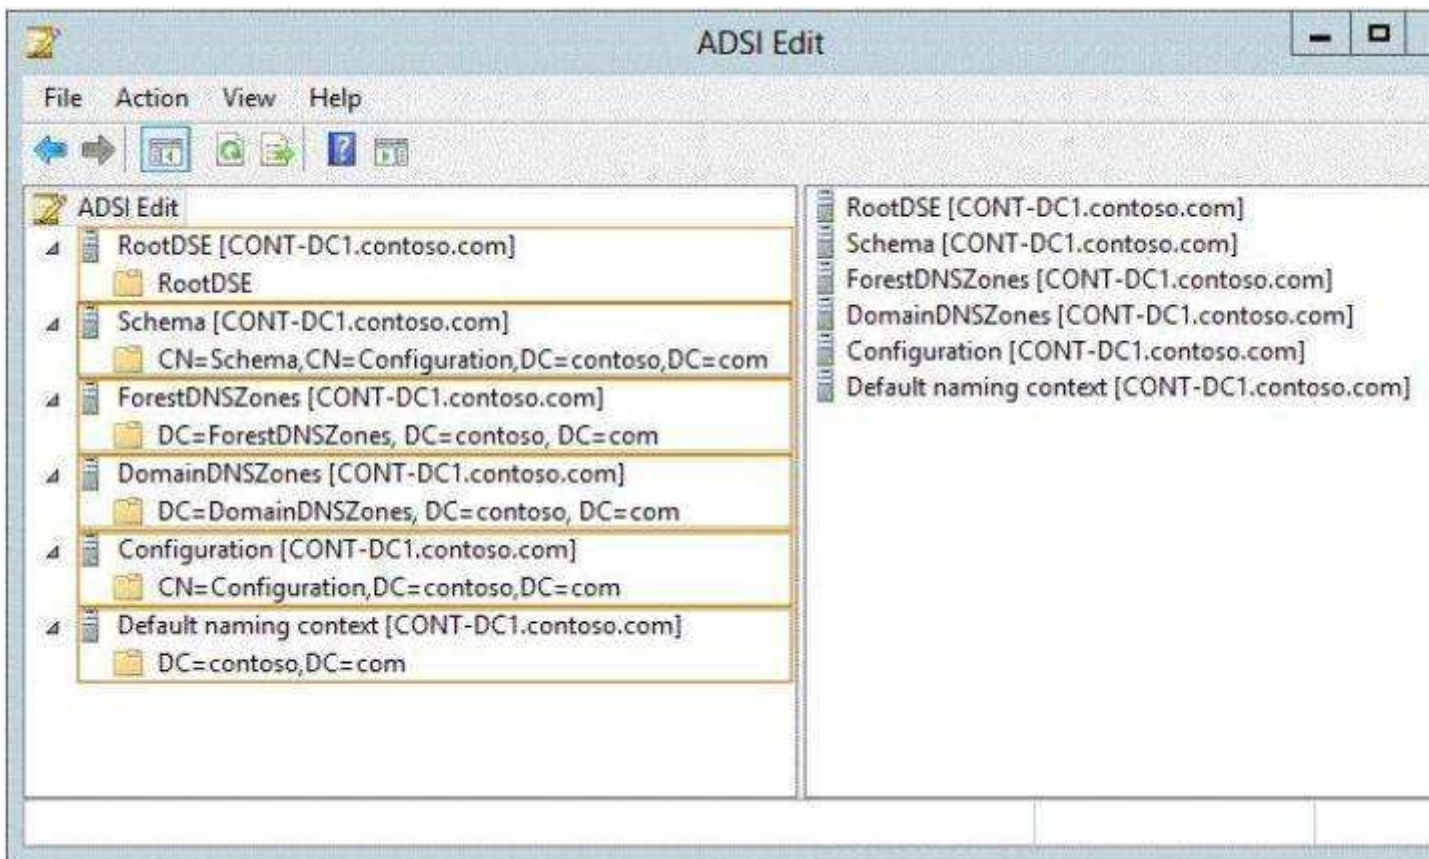 ADSI Edit
File Action View Help
ADSI Edit
RootDSE [CONT-DC1.contoso.com]
RootDSE
Schema [CONT-DC1.contoso.com]
CN=Schema,CN=Configuration,DC=contoso,DC=com
ForestDNSZones [CONT-DC1.contoso.com]
DC=ForestDNSZones, DC=contoso, DC=com
DomainDNSZones [CONT-DC1.contoso.com]
DC=DomainDNSZones, DC=contoso, DC=com
Configuration [CONT-DC1.contoso.com]
CN=Configuration,DC=contoso,DC=com
Default naming context [CONT-DC1.contoso.com]
DC=contoso,DC=com
RootDSE [CONT-DC1.contoso.com]
Schema [CONT-DC1.contoso.com]
ForestDNSZones [CONT-DC1.contoso.com]
DomainDNSZones [CONT-DC1.contoso.com]
Configuration [CONT-DC1.contoso.com]
Default naming context [CONT-DC1.contoso.com]